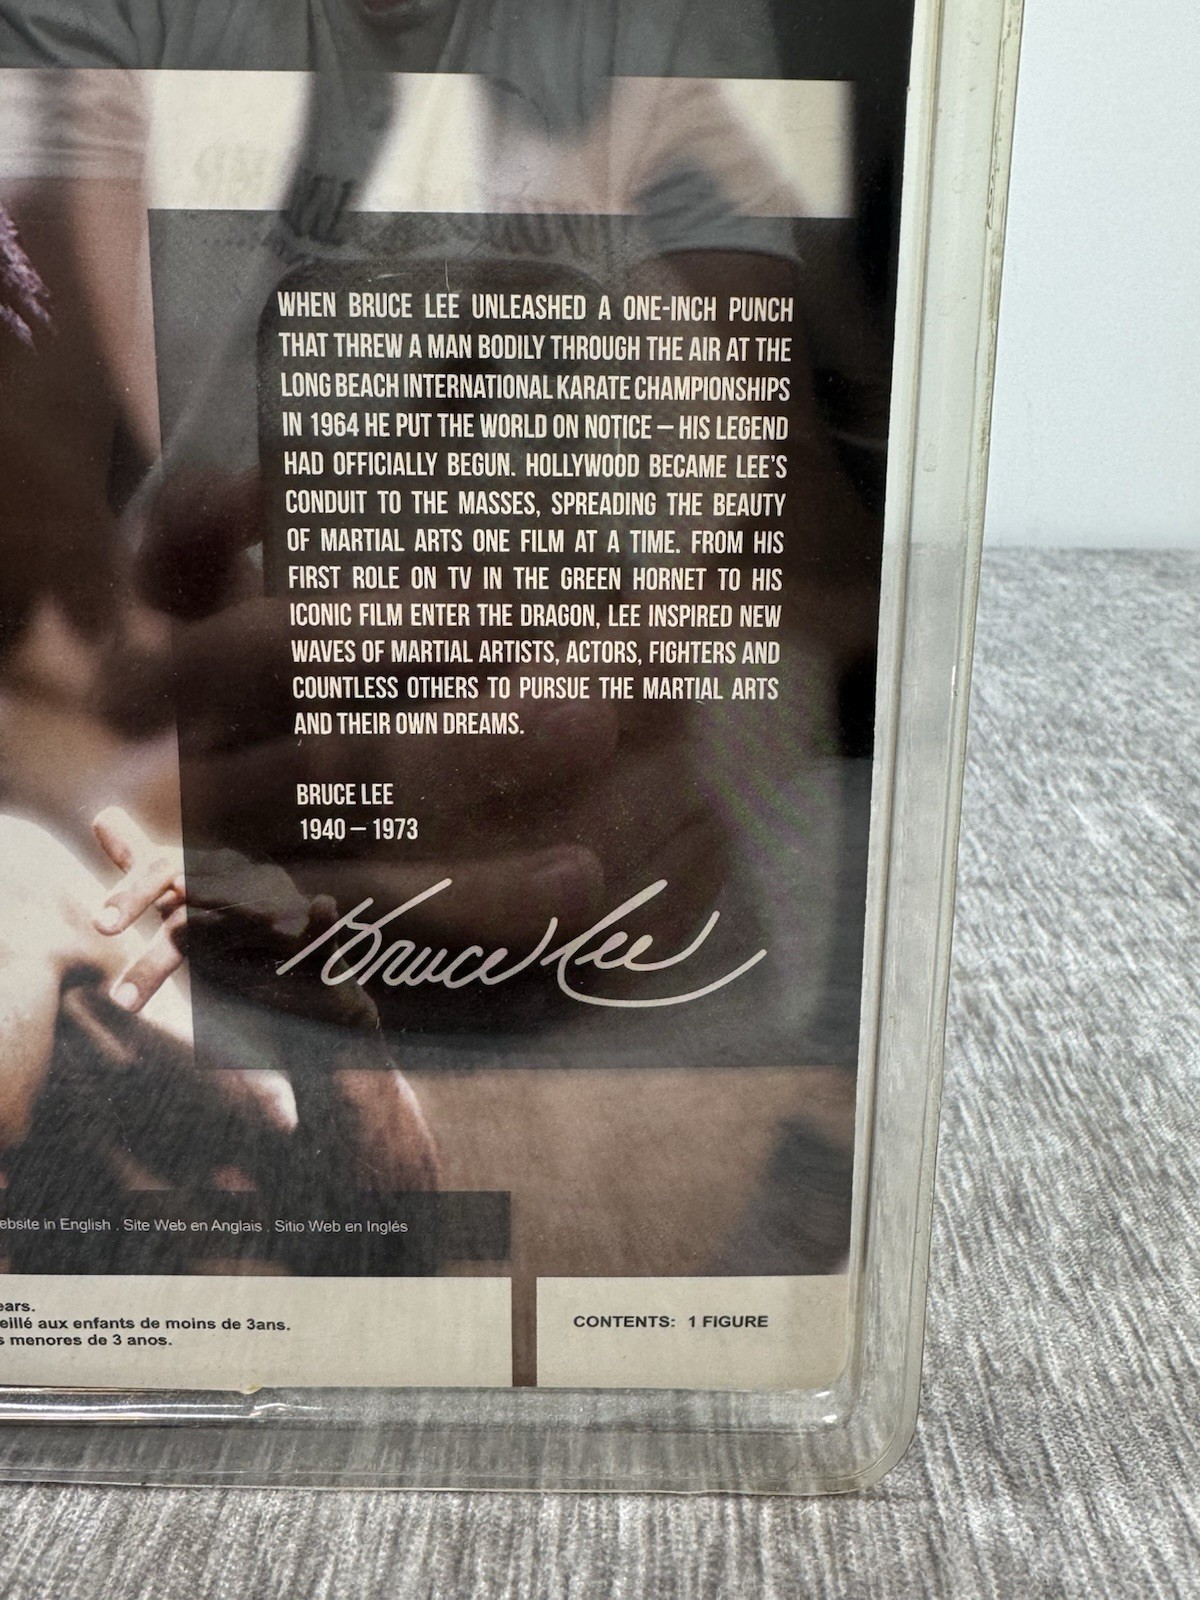 WHEN BRUCE LEE UNLEASHED A ONE-INCH PUNCH
THAT THREW A MAN BODILY THROUGH THE AIR AT THE
LONG BEACH INTERNATIONAL KARATE CHAMPIONSHIPS
IN 1964 HE PUT THE WORLD ON NOTICE – HIS LEGEND
HAD OFFICIALLY BEGUN. HOLLYWOOD BECAME LEE'S
CONDUIT TO THE MASSES, SPREADING THE BEAUTY
OF MARTIAL ARTS ONE FILM AT A TIME. FROM HIS
FIRST ROLE ON TV IN THE GREEN HORNET TO HIS
ICONIC FILM ENTER THE DRAGON, LEE INSPIRED NEW
WAVES OF MARTIAL ARTISTS, ACTORS, FIGHTERS AND
COUNTLESS OTHERS TO PURSUE THE MARTIAL ARTS
AND THEIR OWN DREAMS.
BRUCE LEE
1940 – 1973
Bruce Lee
ebsite in English . Site Web en Anglais . Sitio Web en Inglés
ears.
eillé aux enfants de moins de 3ans.
s menores de 3 anos.
CONTENTS: 1 FIGURE